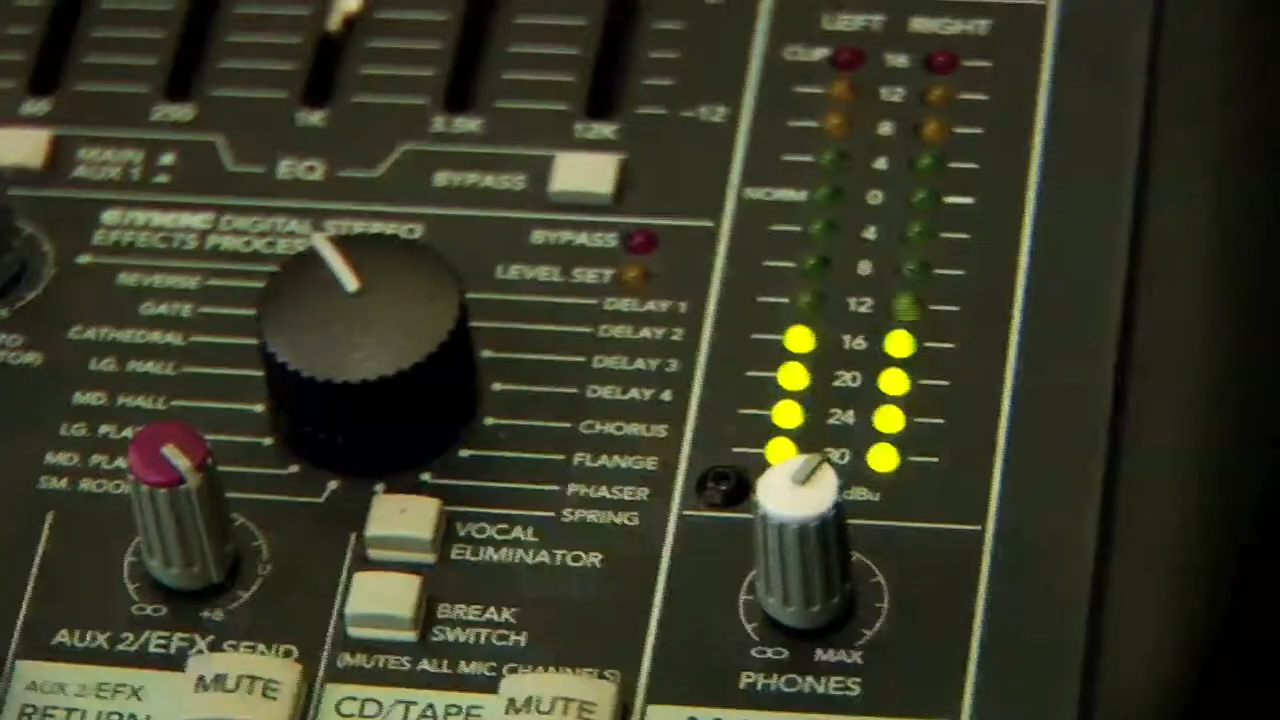 LEFT RIGHT
CLIP 16
12
8
4
NORM 0
4
8
12
16
20
24
30
dBu
-12
250 1K 3.5K 12K
MAIN
AUX 1
EQ
BYPASS
DIGITAL STEREO
EFFECTS
BYPASS
LEVEL SET
REVERSE
GATE
CATHEDRAL
LG. HALL
MD. HALL
LG.
MD.
SM. ROOM
DELAY 1
DELAY 2
DELAY 3
DELAY 4
CHORUS
FLANGE
PHASER
SPRING
VOCAL
ELIMINATOR
BREAK
SWITCH
(MUTES ALL MIC CHANNELS)
∞ +6
AUX 2/EFX SEND
AUX 2/EFX
RETURN
MUTE
CD/TAPE
MUTE
∞ MAX
PHONES